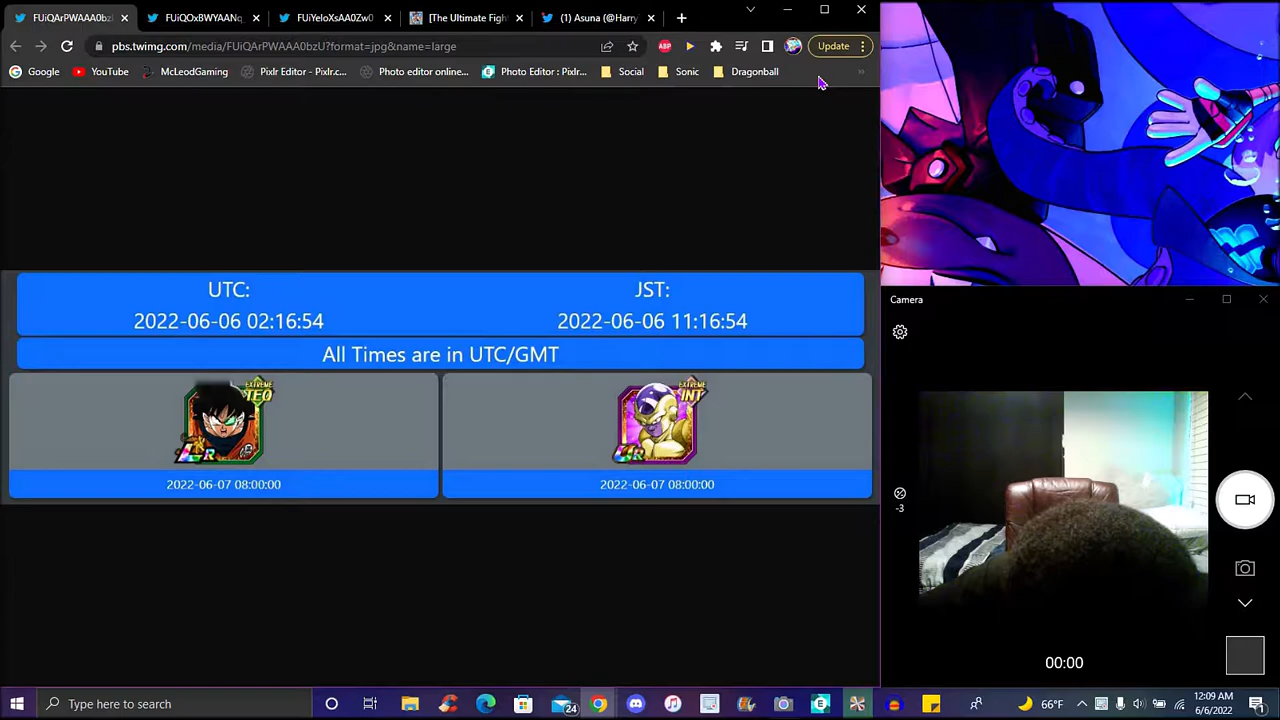 FUiQArPWAAA0bzU
FUiQOxBWYAANq
FUiYeloXsAA0Zw0
[The Ultimate Figh
(1) Asuna (@Harry
pbs.twimg.com/media/FUiQArPWAAA0bzU?format=jpg&name=large
ABP
Update
Google
YouTube
McLeodGaming
Pixlr Editor - Pixlr.c...
Photo editor online...
Photo Editor : Pixlr...
Social
Sonic
Dragonball
»
UTC:
2022-06-06 02:16:54
JST:
2022-06-06 11:16:54
All Times are in UTC/GMT
EXTREME
TEQ
LR
2022-06-07 08:00:00
EXTREME
INT
LR
2022-06-07 08:00:00
Camera
-3
00:00
Type here to search
24
66°F
12:09 AM
6/6/2022